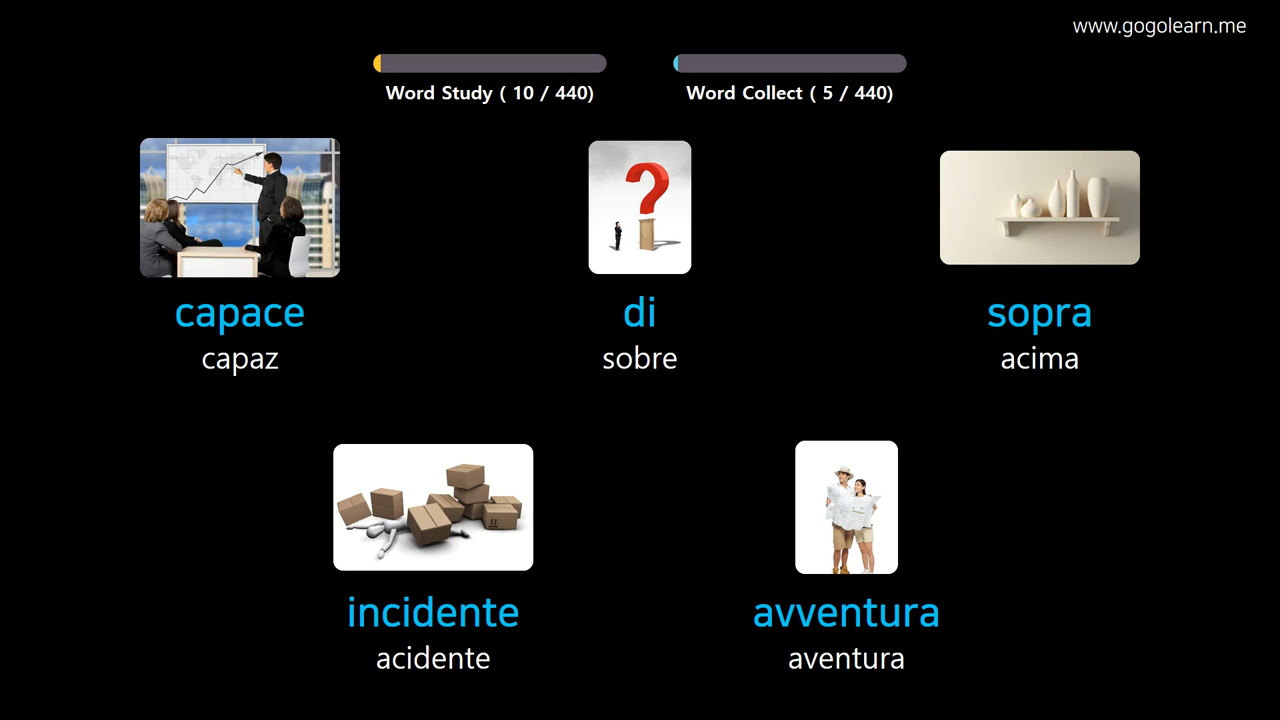 www.gogolearn.me
Word Study ( 10 / 440)
Word Collect ( 5 / 440)
capace
capaz
di
sobre
sopra
acima
incidente
acidente
avventura
aventura